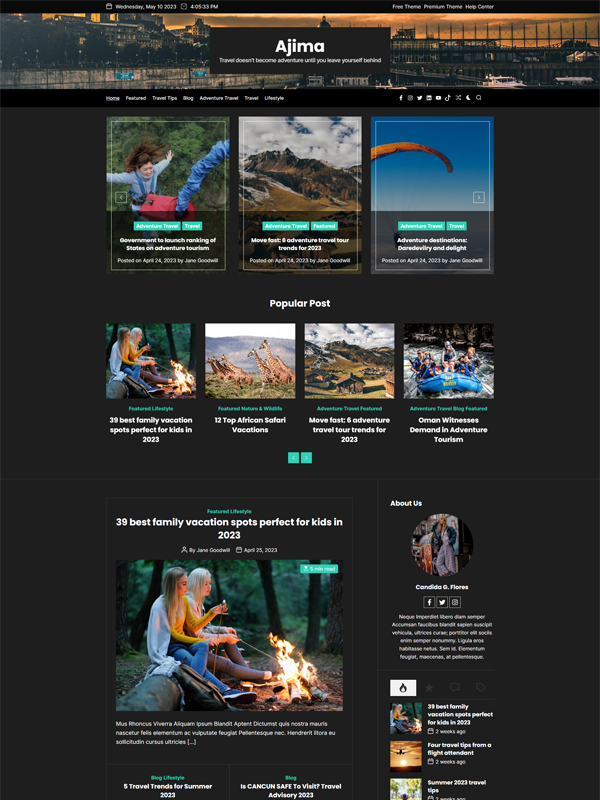 Wednesday, May 10 2023 4:05:33 PM
Free Theme Premium Theme Help Center
Ajima
Travel doesn't become adventure until you leave yourself behind
Home Featured Travel Tips Blog Adventure Travel Travel Lifestyle
Adventure Travel Travel
Government to launch ranking of
States on adventure tourism
Posted on April 24, 2023 by Jane Goodwill
Adventure Travel Featured
Move fast: 6 adventure travel tour
trends for 2023
Posted on April 24, 2023 by Jane Goodwill
Adventure Travel Travel
Adventure destinations:
Daredevilry and delight
Posted on April 24, 2023 by Jane Goodwill
Popular Post
Featured Lifestyle
39 best family vacation
spots perfect for kids in
2023
Featured Nature & Wildlife
12 Top African Safari
Vacations
Adventure Travel Featured
Move fast: 6 adventure
travel tour trends for
2023
Adventure Travel Blog Featured
Oman Witnesses
Demand in Adventure
Tourism
Featured Lifestyle
39 best family vacation spots perfect for kids in
2023
By Jane Goodwill April 25, 2023
5 min read
Mus Rhoncus Viverra Aliquam Ipsum Blandit Aptent Dictumst quis nostra mauris
nascetur felis elementum ac vulputate feugiat Pellentesque nec. Hendrerit litora eu
sollicitudin cursus ultricies [...]
Blog Lifestyle
5 Travel Trends for Summer
2023
Blog
Is CANCUN SAFE To Visit? Travel
Advisory 2023
About Us
Candida G. Flores
Neque Imperdiet libero diam semper
Accumsan faucibus blandit sapien suscipit
vehicula, ultrices curae; porttitor elit sociis
enim semper nonummy. Ligula eros
habitasse netus. Sem id. Elementum
feugiat, maecenas, at pellentesque.
39 best family
vacation spots perfect
for kids in 2023
2 weeks ago
Four travel tips from a
flight attendant
2 weeks ago
Summer 2023 travel
tips
2 weeks ago